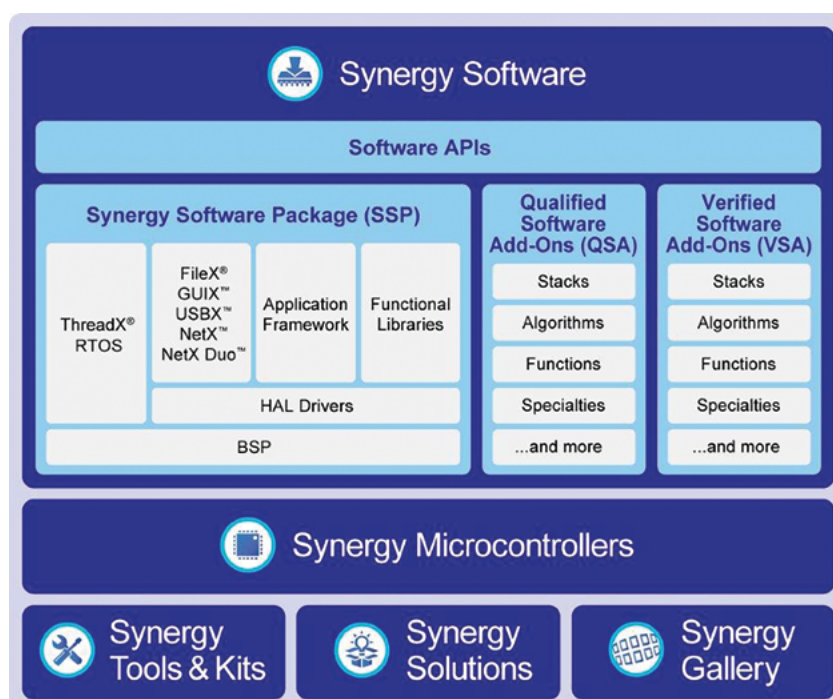 Synergy Software
Software APIs
Synergy Software Package (SSP)
ThreadX®
RTOS
FileX®
GUIX™
USBX™
NetX™
NetX Duo™
Application
Framework
Functional
Libraries
HAL Drivers
BSP
Qualified
Software
Add-Ons (QSA)
Stacks
Algorithms
Functions
Specialties
...and more
Verified
Software
Add-Ons (VSA)
Stacks
Algorithms
Functions
Specialties
...and more
Synergy Microcontrollers
Synergy
Tools & Kits
Synergy
Solutions
Synergy
Gallery